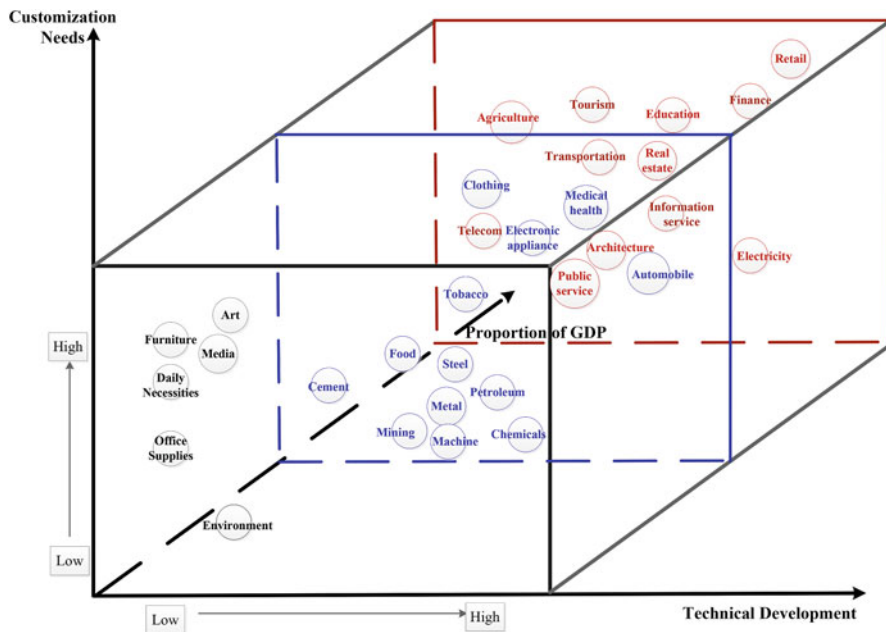 Customization
Needs
Retail
Finance
Tourism
Education
Agriculture
Transportation
Real
estate
Clothing
Medical
health
Information
service
Telecom
Electronic
appliance
Architecture
Electricity
Public
service
Automobile
Tobacco
Art
Proportion of GDP
Furniture
High
Media
Food
Steel
Daily
Necessities
Cement
Petroleum
Metal
Mining
Machine
Chemicals
Office
Supplies
Environment
Low
Low
High
Technical Development